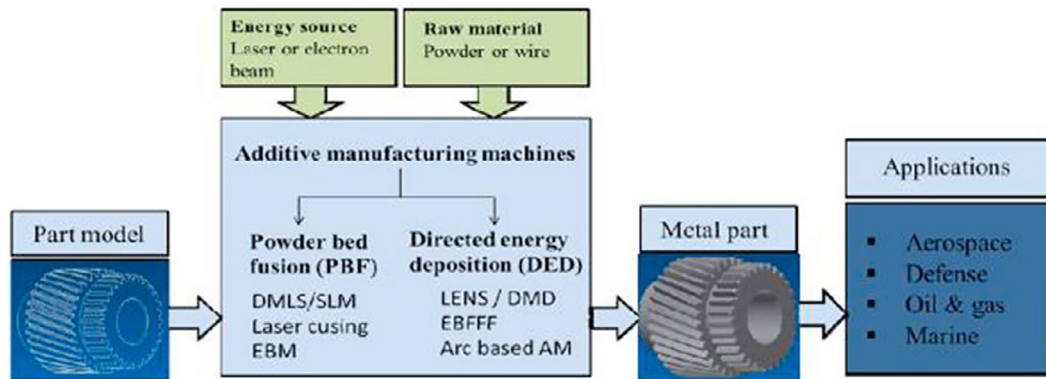 Energy source
Laser or electron
beam
Raw material
Powder or wire
Additive manufacturing machines
Powder bed
fusion (PBF)
DMLS/SLM
Laser cusing
EBM
Directed energy
deposition (DED)
LENS / DMD
EBFFF
Arc based AM
Part model
Metal part
Applications
▪ Aerospace
▪ Defense
▪ Oil & gas
▪ Marine